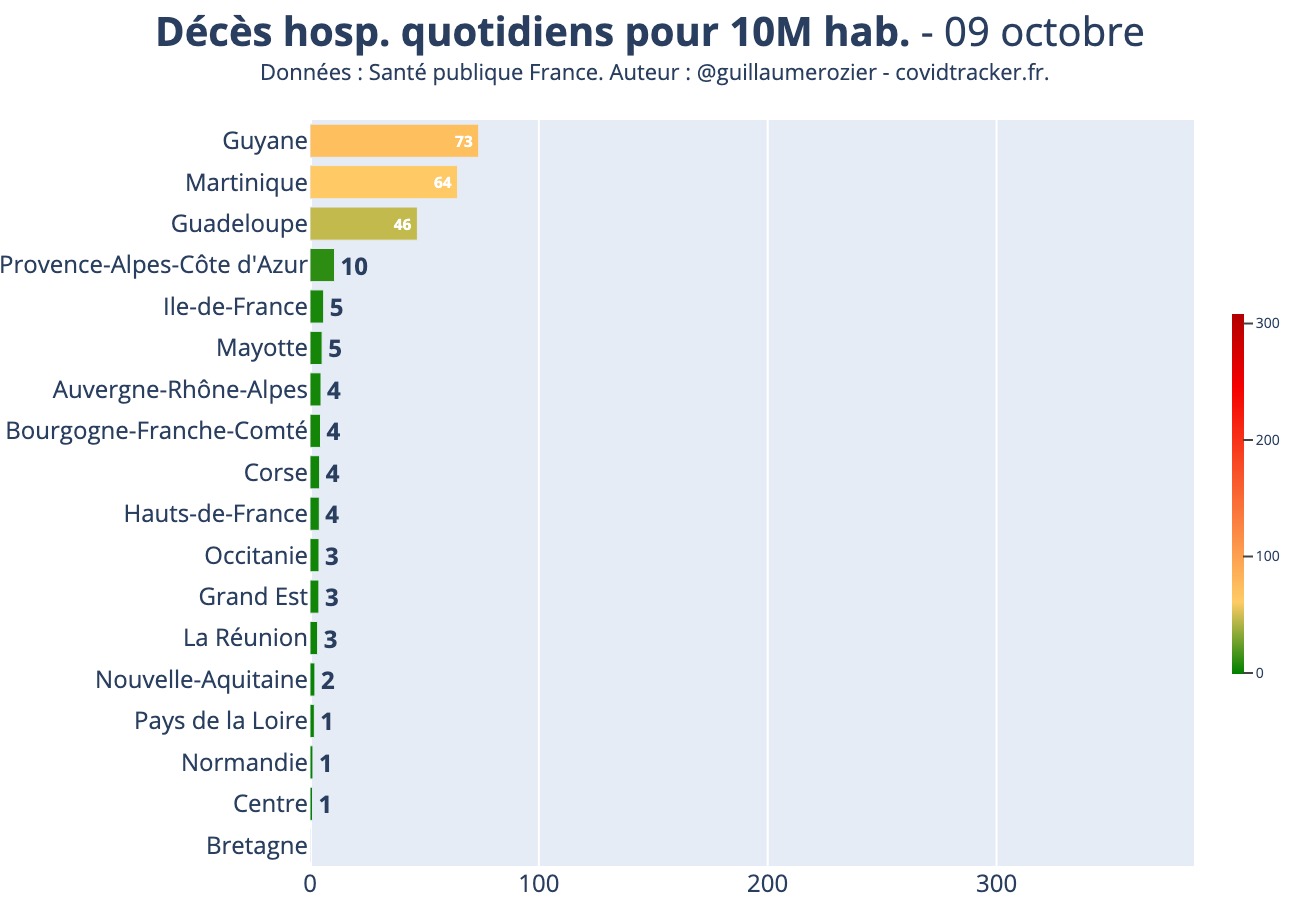 Décès hosp. quotidiens pour 10M hab. - 09 octobre
Données : Santé publique France. Auteur : @guillaumerozier - covidtracker.fr.
Guyane 73
Martinique 64
Guadeloupe 46
Provence-Alpes-Côte d'Azur 10
Ile-de-France 5
Mayotte 5
Auvergne-Rhône-Alpes 4
Bourgogne-Franche-Comté 4
Corse 4
Hauts-de-France 4
Occitanie 3
Grand Est 3
La Réunion 3
Nouvelle-Aquitaine 2
Pays de la Loire 1
Normandie 1
Centre 1
Bretagne
0 100 200 300
300
200
100
0